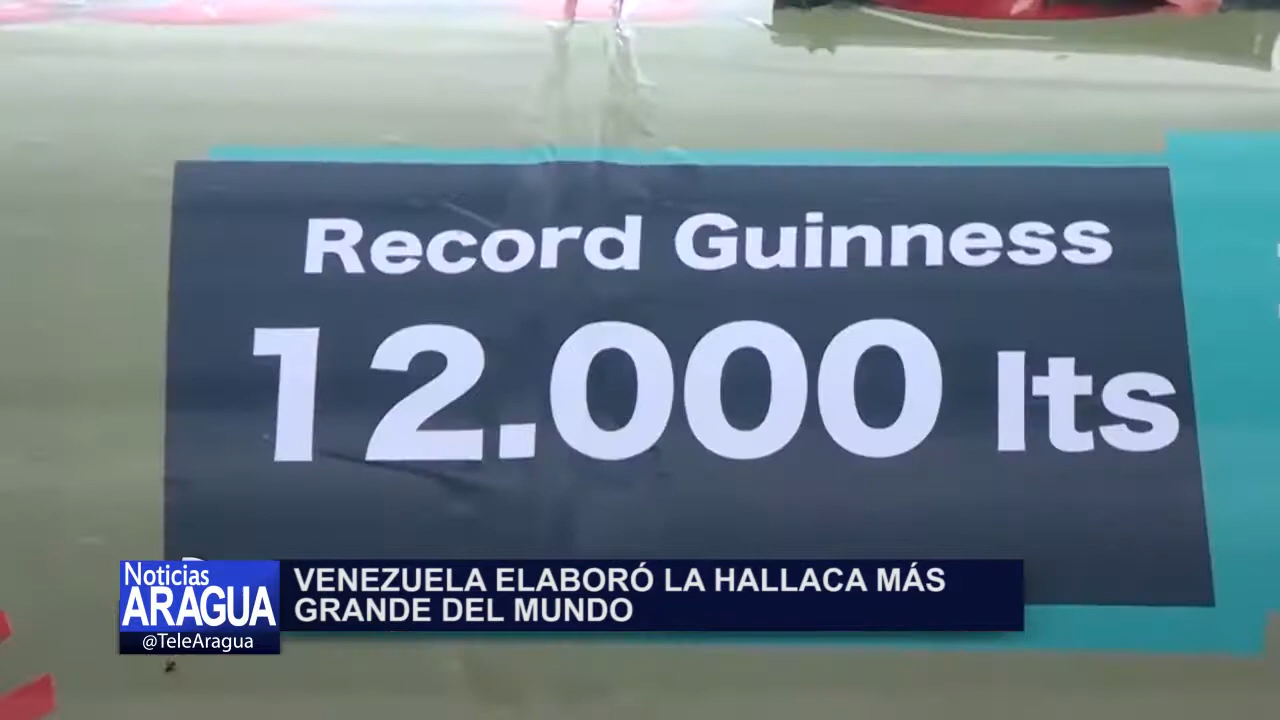 Record Guinness
12.000 lts
Noticias
ARAGUA
@TeleAragua
VENEZUELA ELABORÓ LA HALLACA MÁS
GRANDE DEL MUNDO